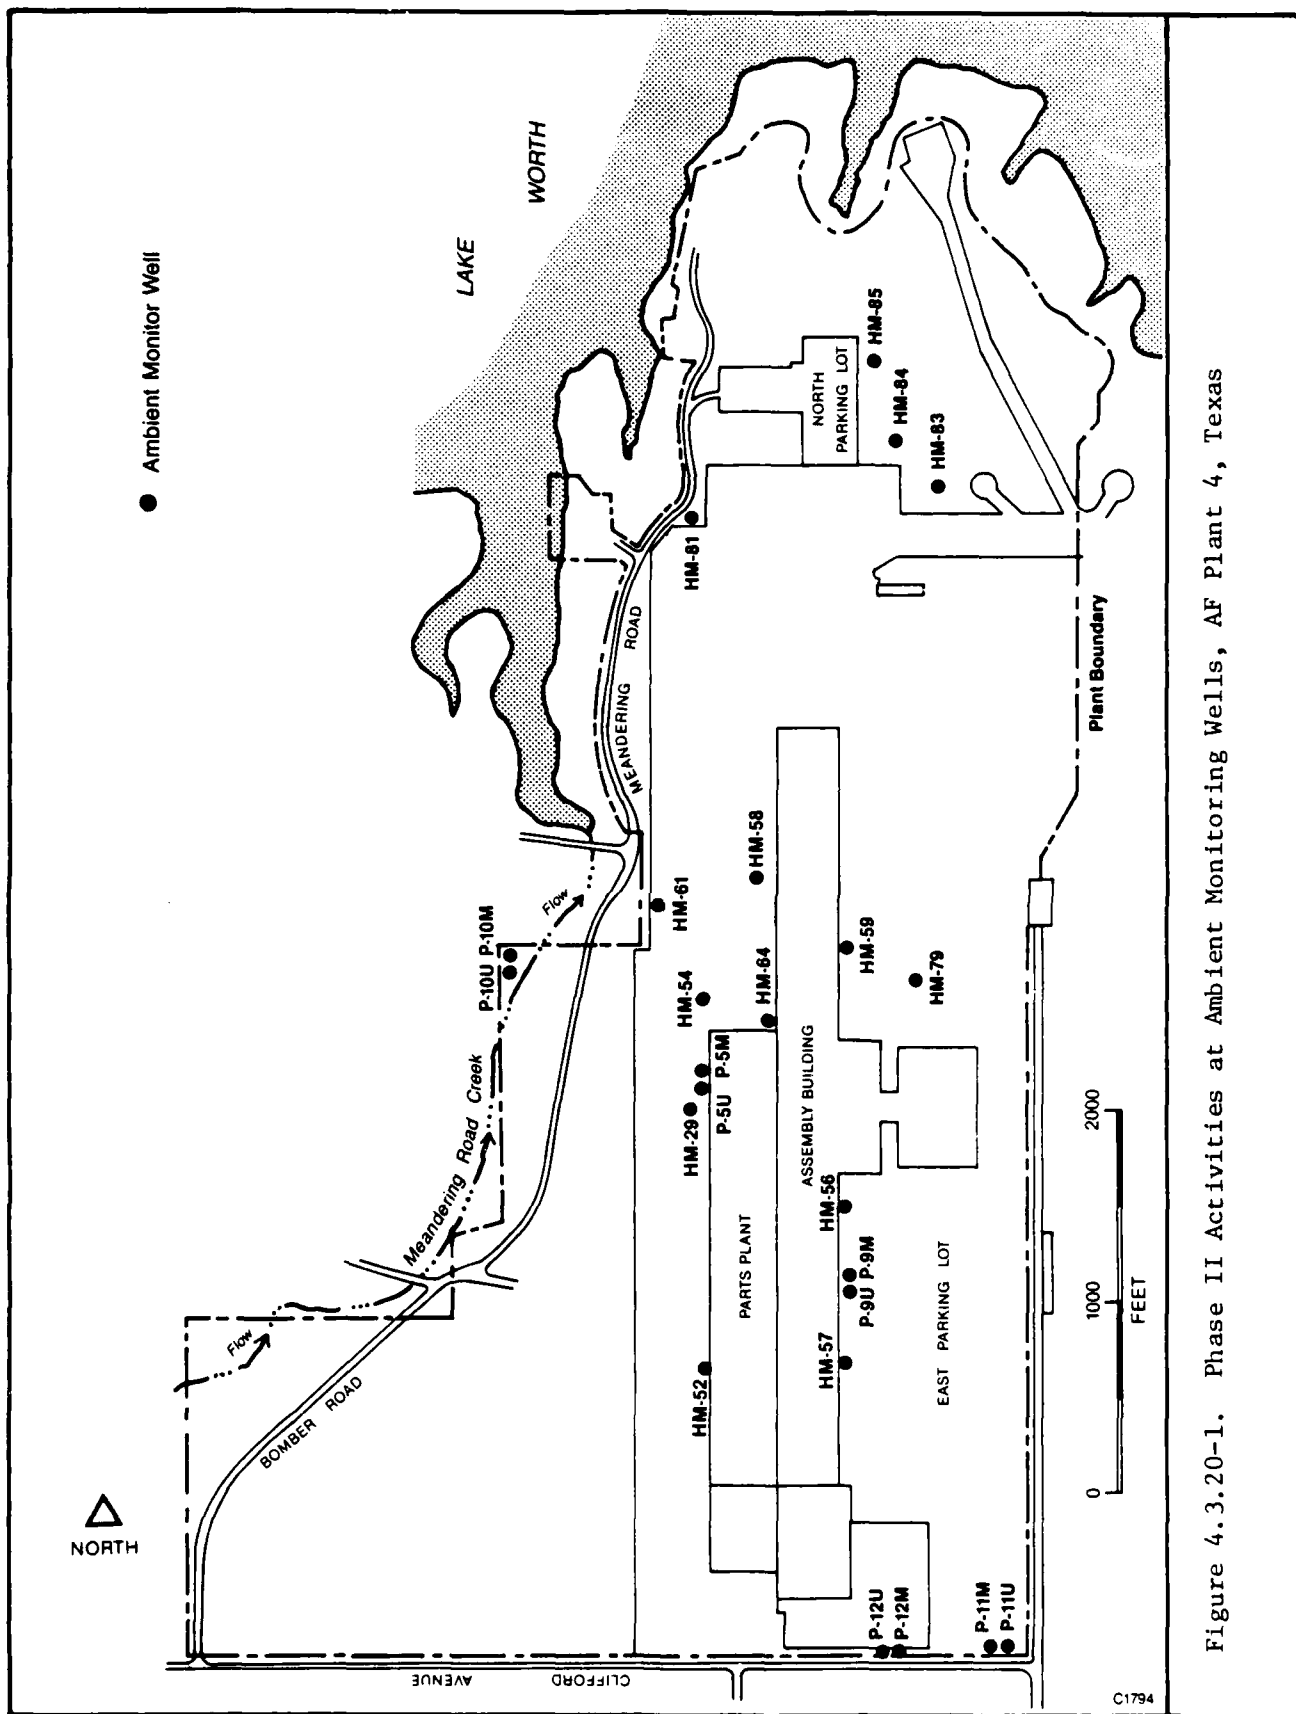 ● Ambient Monitor Well
LAKE
WORTH
NORTH
Flow
BOMBER ROAD
Meandering Road Creek
P-10U P-10M
Flow
MEANDERING ROAD
HM-61
HM-81
HM-54
HM-58
HM-29
P-5U P-5M
HM-64
HM-52
PARTS PLANT
ASSEMBLY BUILDING
NORTH
PARKING LOT
HM-85
HM-84
HM-83
HM-59
HM-79
HM-56
P-9U P-9M
HM-57
EAST PARKING LOT
P-12U
P-12M
P-11M
P-11U
CLIFFORD
AVENUE
Plant Boundary
0 1000 2000
FEET
C1794
Figure 4.3.20-1. Phase II Activities at Ambient Monitoring Wells, AF Plant 4, Texas